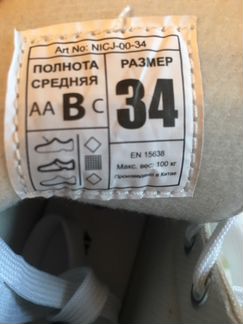 Art No: NICJ-00-34
ПОЛНОТА
СРЕДНЯЯ
AA B C
РАЗМЕР
34
EN 15638
Макс. вес: 100 кг
Произведено в Китае